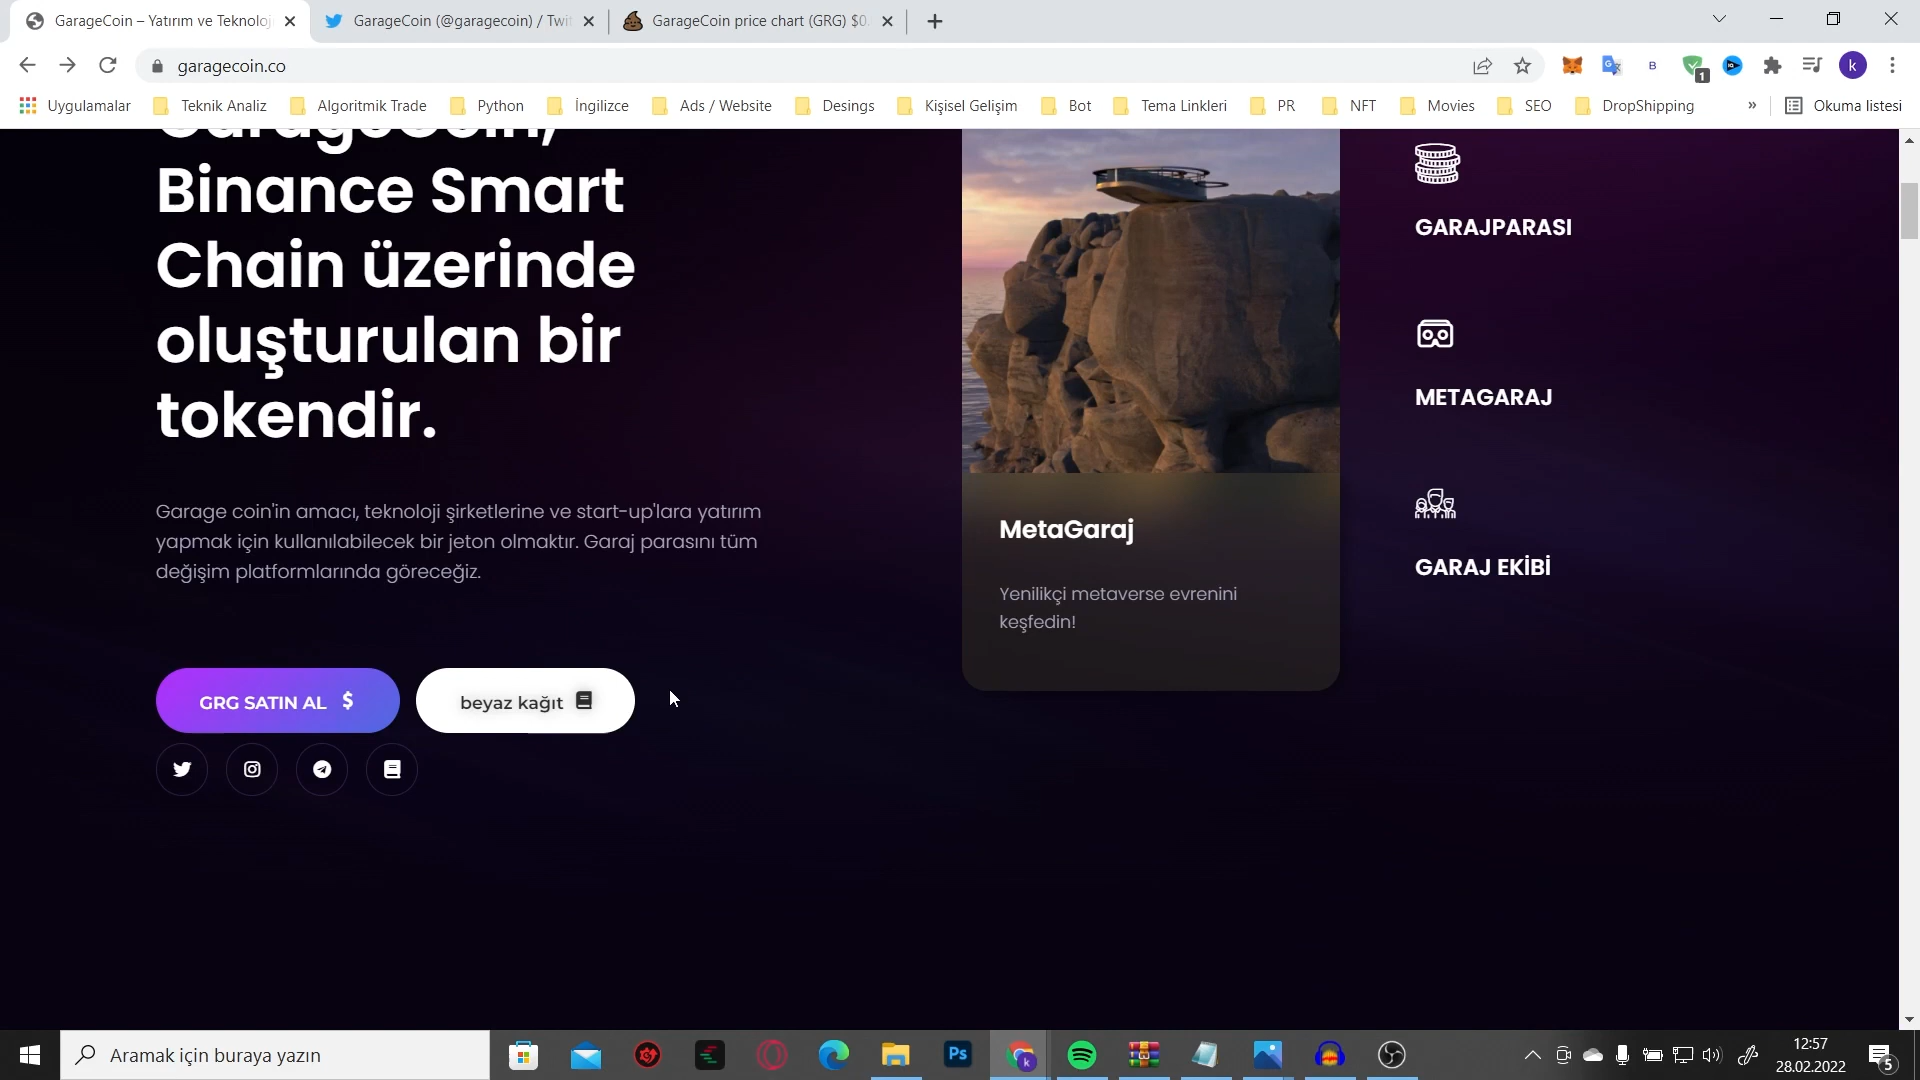 GarageCoin – Yatırım ve Teknoloj
GarageCoin (@garagecoin) / Twi
GarageCoin price chart (GRG) $0.
garagecoin.co
1
k
Uygulamalar
Teknik Analiz
Algoritmik Trade
Python
İngilizce
Ads / Website
Desings
Kişisel Gelişim
Bot
Tema Linkleri
PR
NFT
Movies
SEO
DropShipping
»
Okuma listesi
GarageCoin,
Binance Smart
Chain üzerinde
oluşturulan bir
tokendir.
Garage coin'in amacı, teknoloji şirketlerine ve start-up'lara yatırım
yapmak için kullanılabilecek bir jeton olmaktır. Garaj parasını tüm
değişim platformlarında göreceğiz.
GRG SATIN AL $
beyaz kağıt
MetaGaraj
Yenilikçi metaverse evrenini
keşfedin!
GARAJPARASI
METAGARAJ
GARAJ EKİBİ
Aramak için buraya yazın
Ps
k
12:57
28.02.2022
5